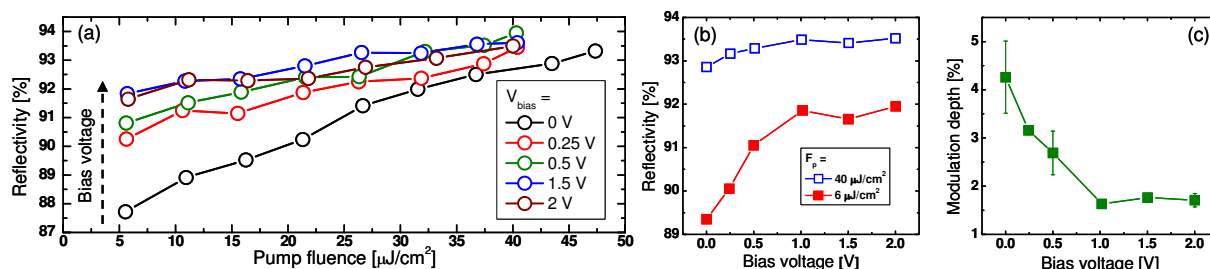 (a)
Reflectivity [%]
94
93
92
91
90
89
88
87
Bias voltage
V_bias =
0 V
0.25 V
0.5 V
1.5 V
2 V
0 5 10 15 20 25 30 35 40 45 50
Pump fluence [μJ/cm²]
(b)
Reflectivity [%]
94
93
92
91
90
89
F_p =
40 μJ/cm²
6 μJ/cm²
0.0 0.5 1.0 1.5 2.0
Bias voltage [V]
(c)
Modulation depth [%]
5
4
3
2
1
0
0.0 0.5 1.0 1.5 2.0
Bias voltage [V]